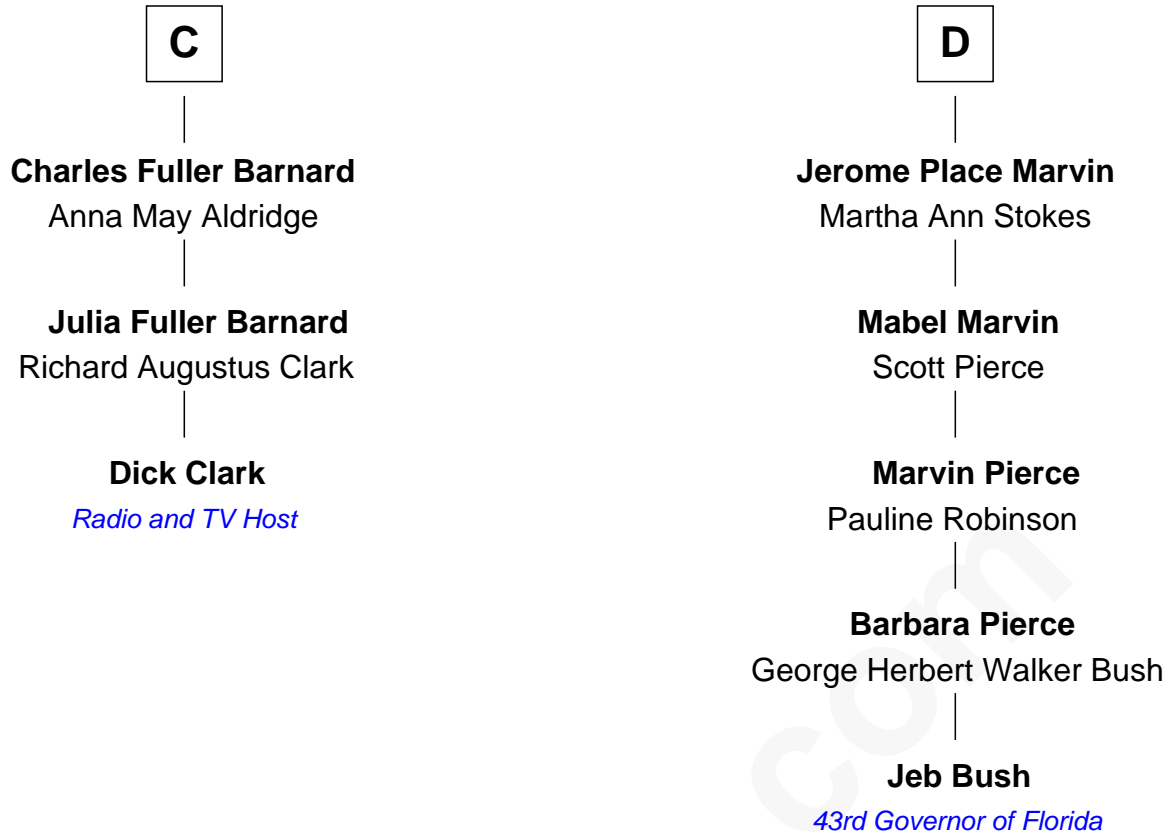 C
Charles Fuller Barnard
Anna May Aldridge
Julia Fuller Barnard
Richard Augustus Clark
Dick Clark
Radio and TV Host
D
Jerome Place Marvin
Martha Ann Stokes
Mabel Marvin
Scott Pierce
Marvin Pierce
Pauline Robinson
Barbara Pierce
George Herbert Walker Bush
Jeb Bush
43rd Governor of Florida
com